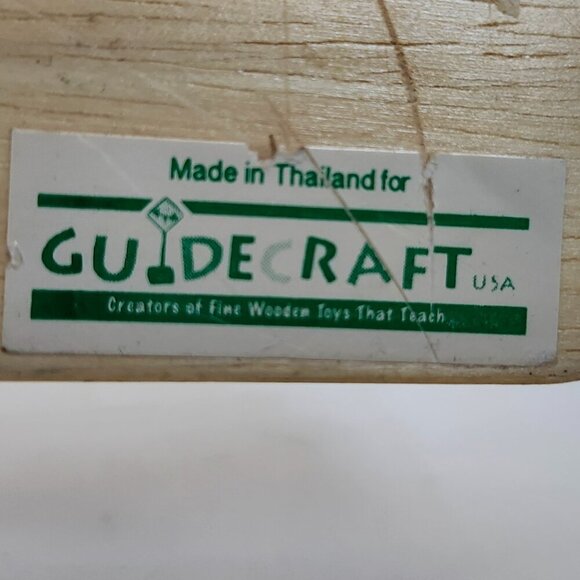 Made in Thailand for
GUIDECRAFT USA
Creators of Fine Wooden Toys That Teach